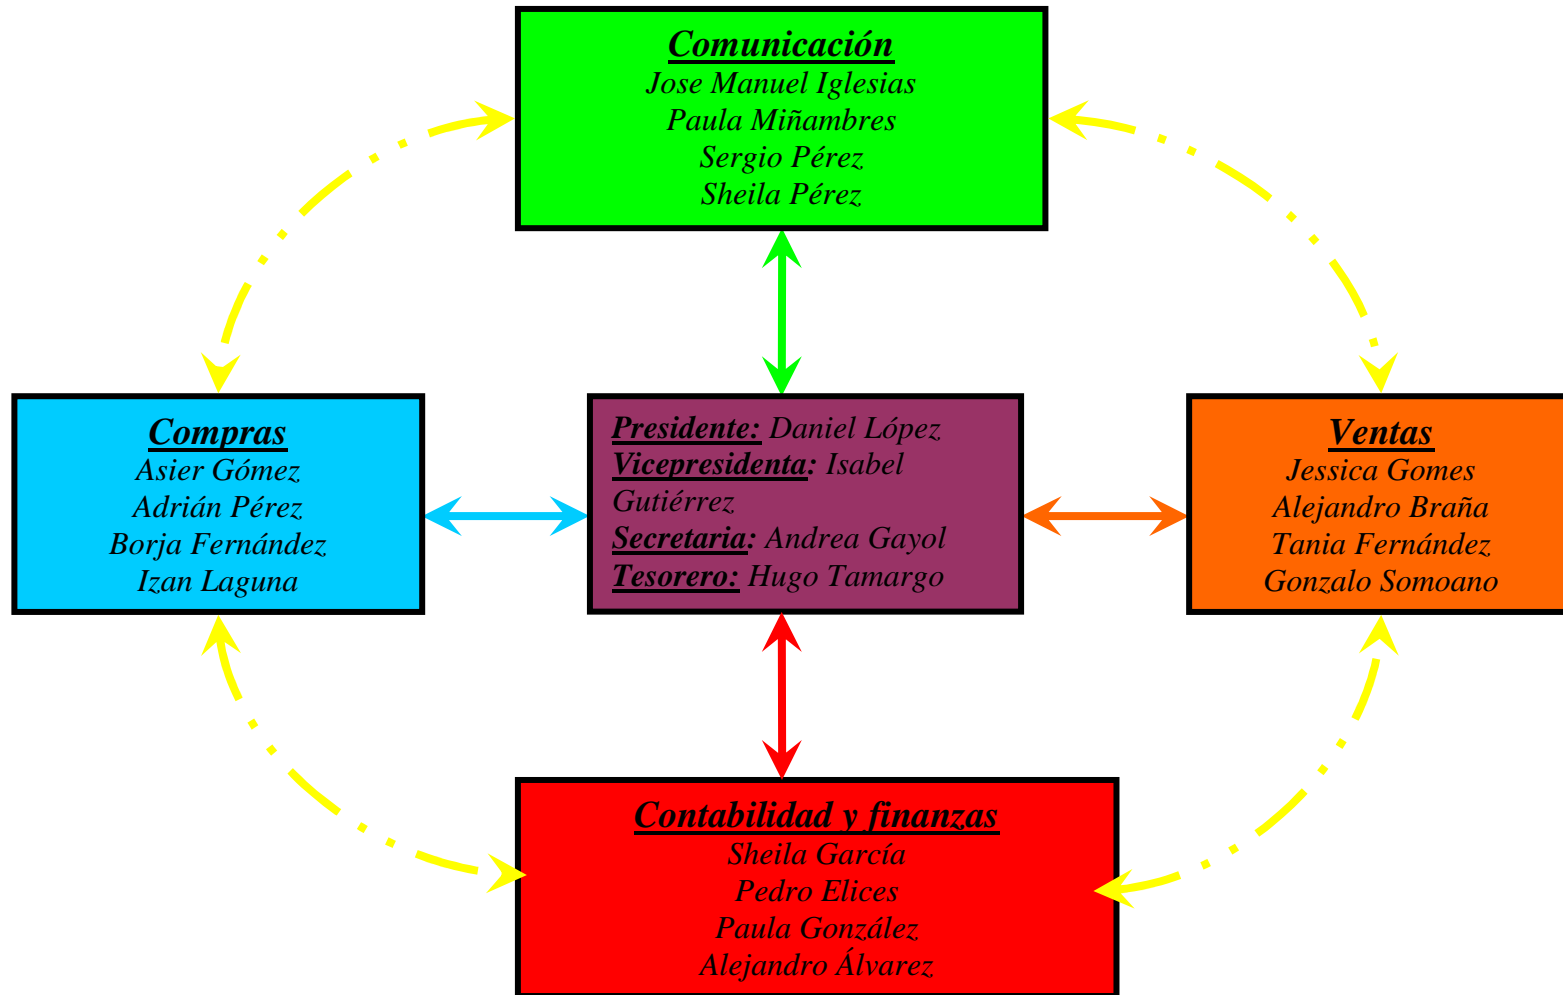 Comunicación
Jose Manuel Iglesias
Paula Miñambres
Sergio Pérez
Sheila Pérez
Compras
Asier Gómez
Adrián Pérez
Borja Fernández
Izan Laguna
Presidente: Daniel López
Vicepresidenta: Isabel
Gutiérrez
Secretaria: Andrea Gayol
Tesorero: Hugo Tamargo
Ventas
Jessica Gomes
Alejandro Braña
Tania Fernández
Gonzalo Somoano
Contabilidad y finanzas
Sheila García
Pedro Elices
Paula González
Alejandro Álvarez